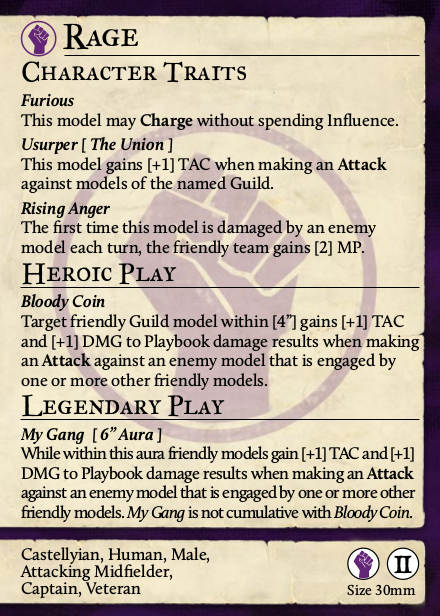 Rage
Character Traits
Furious
This model may Charge without spending Influence.
Usurper [ The Union ]
This model gains [+1] TAC when making an Attack
against models of the named Guild.
Rising Anger
The first time this model is damaged by an enemy
model each turn, the friendly team gains [2] MP.
Heroic Play
Bloody Coin
Target friendly Guild model within [4”] gains [+1] TAC
and [+1] DMG to Playbook damage results when making
an Attack against an enemy model that is engaged by
one or more other friendly models.
Legendary Play
My Gang [ 6” Aura ]
While within this aura friendly models gain [+1] TAC and [+1]
DMG to Playbook damage results when making an Attack
against an enemy model that is engaged by one or more other
friendly models. My Gang is not cumulative with Bloody Coin.
Castellyian, Human, Male,
Attacking Midfielder,
Captain, Veteran
II
Size 30mm